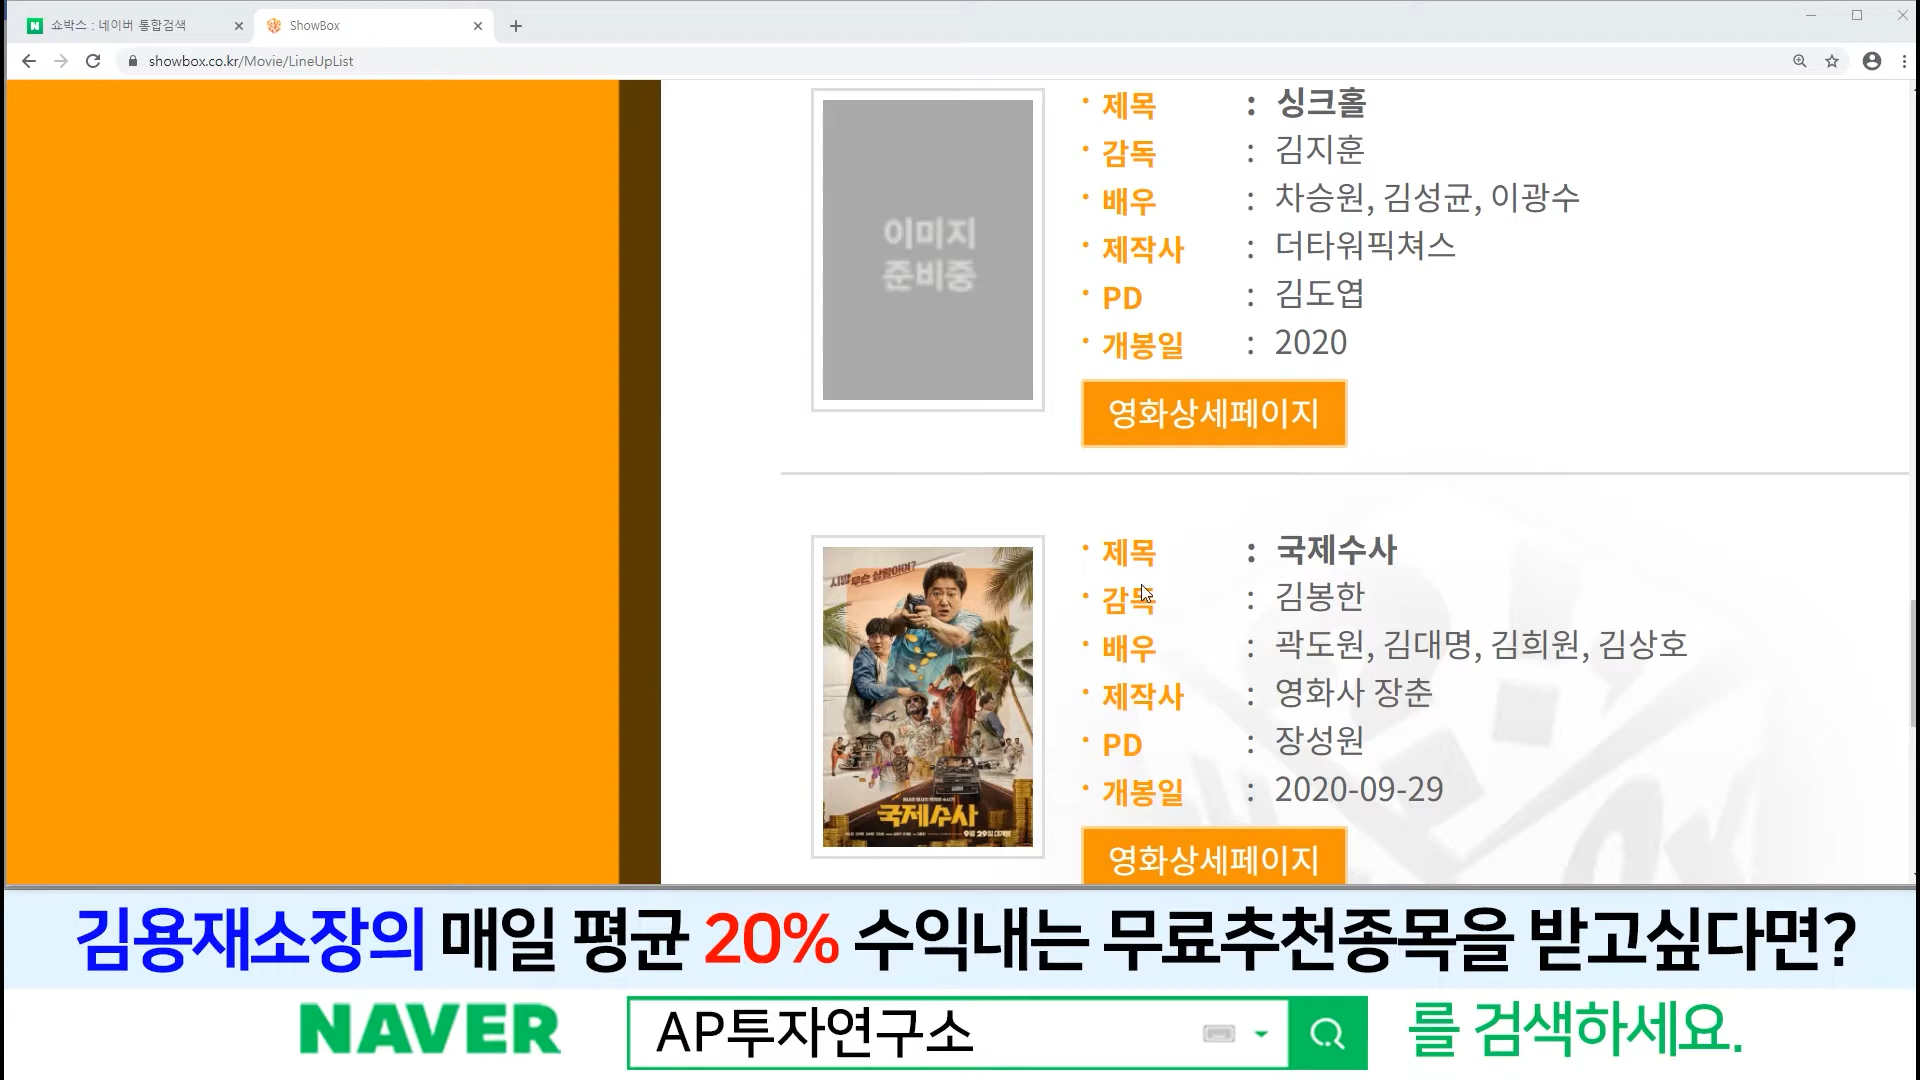 쇼박스 : 네이버 통합검색
ShowBox
showbox.co.kr/Movie/LineUpList
이미지
준비중
제목 : 싱크홀
감독 : 김지훈
배우 : 차승원, 김성균, 이광수
제작사 : 더타워픽쳐스
PD : 김도엽
개봉일 : 2020
영화상세페이지
국제수사
9월 29일 대개봉
제목 : 국제수사
감독 : 김봉한
배우 : 곽도원, 김대명, 김희원, 김상호
제작사 : 영화사 장춘
PD : 장성원
개봉일 : 2020-09-29
영화상세페이지
김용재소장의 매일 평균 20% 수익내는 무료추천종목을 받고싶다면?
NAVER AP투자연구소 를 검색하세요.